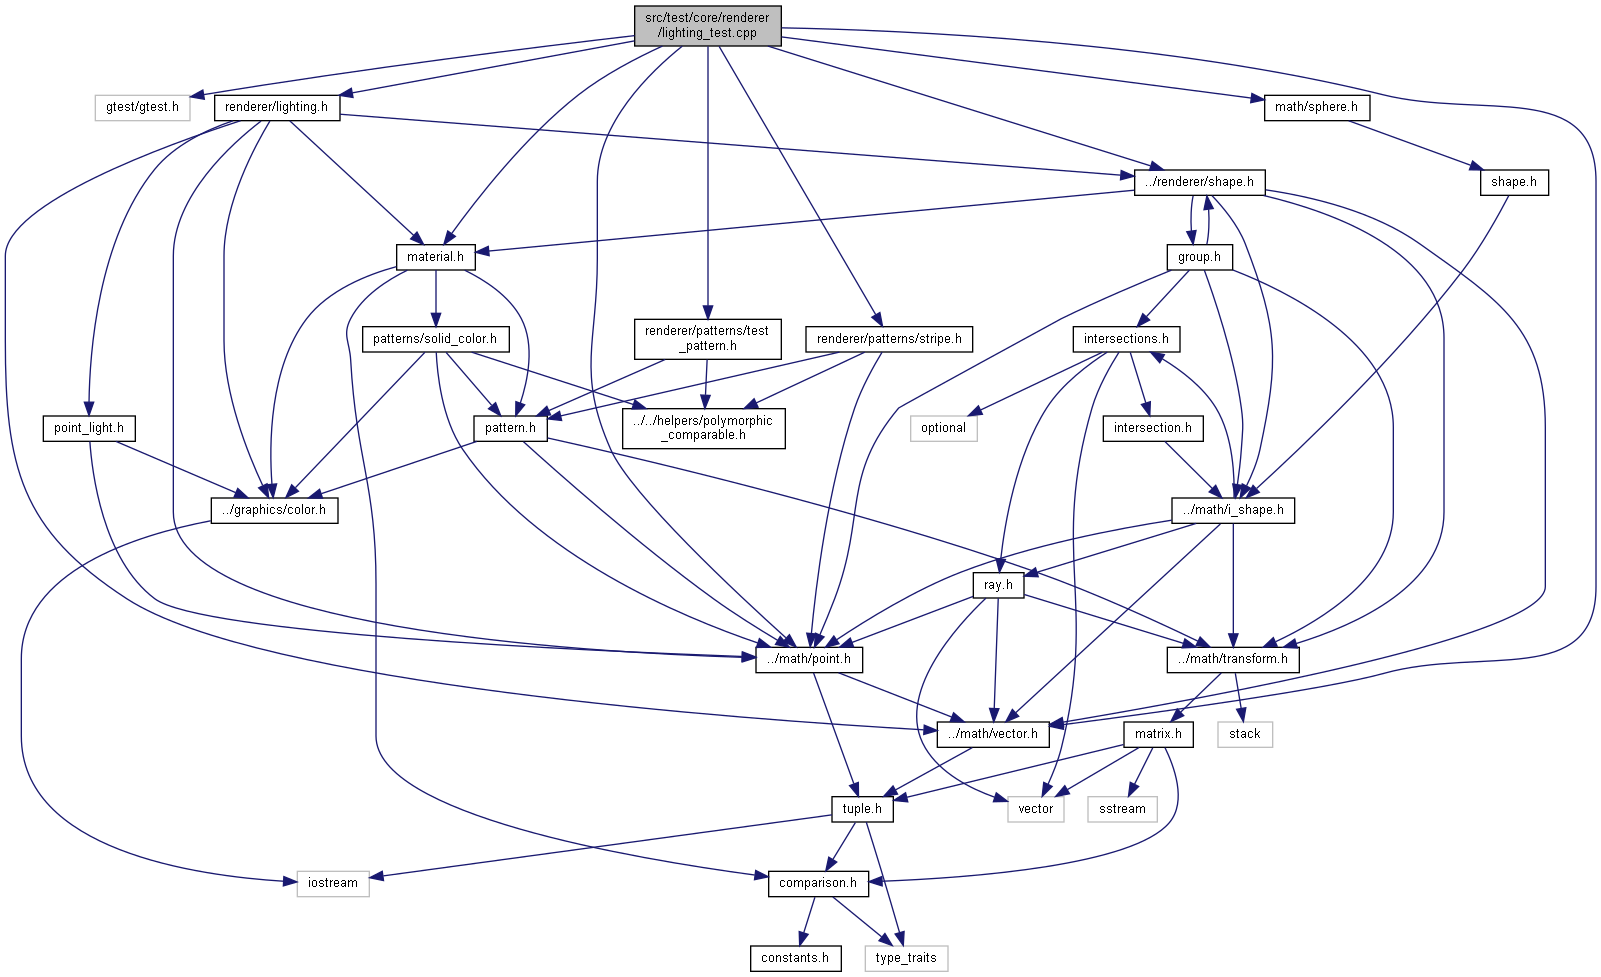 src/test/core/renderer
/lighting_test.cpp
gtest/gtest.h
renderer/lighting.h
math/sphere.h
../renderer/shape.h
shape.h
material.h
group.h
patterns/solid_color.h
renderer/patterns/test
_pattern.h
renderer/patterns/stripe.h
intersections.h
point_light.h
pattern.h
../../helpers/polymorphic
_comparable.h
optional
intersection.h
../graphics/color.h
../math/i_shape.h
ray.h
../math/point.h
../math/transform.h
../math/vector.h
matrix.h
stack
tuple.h
vector
sstream
iostream
comparison.h
constants.h
type_traits